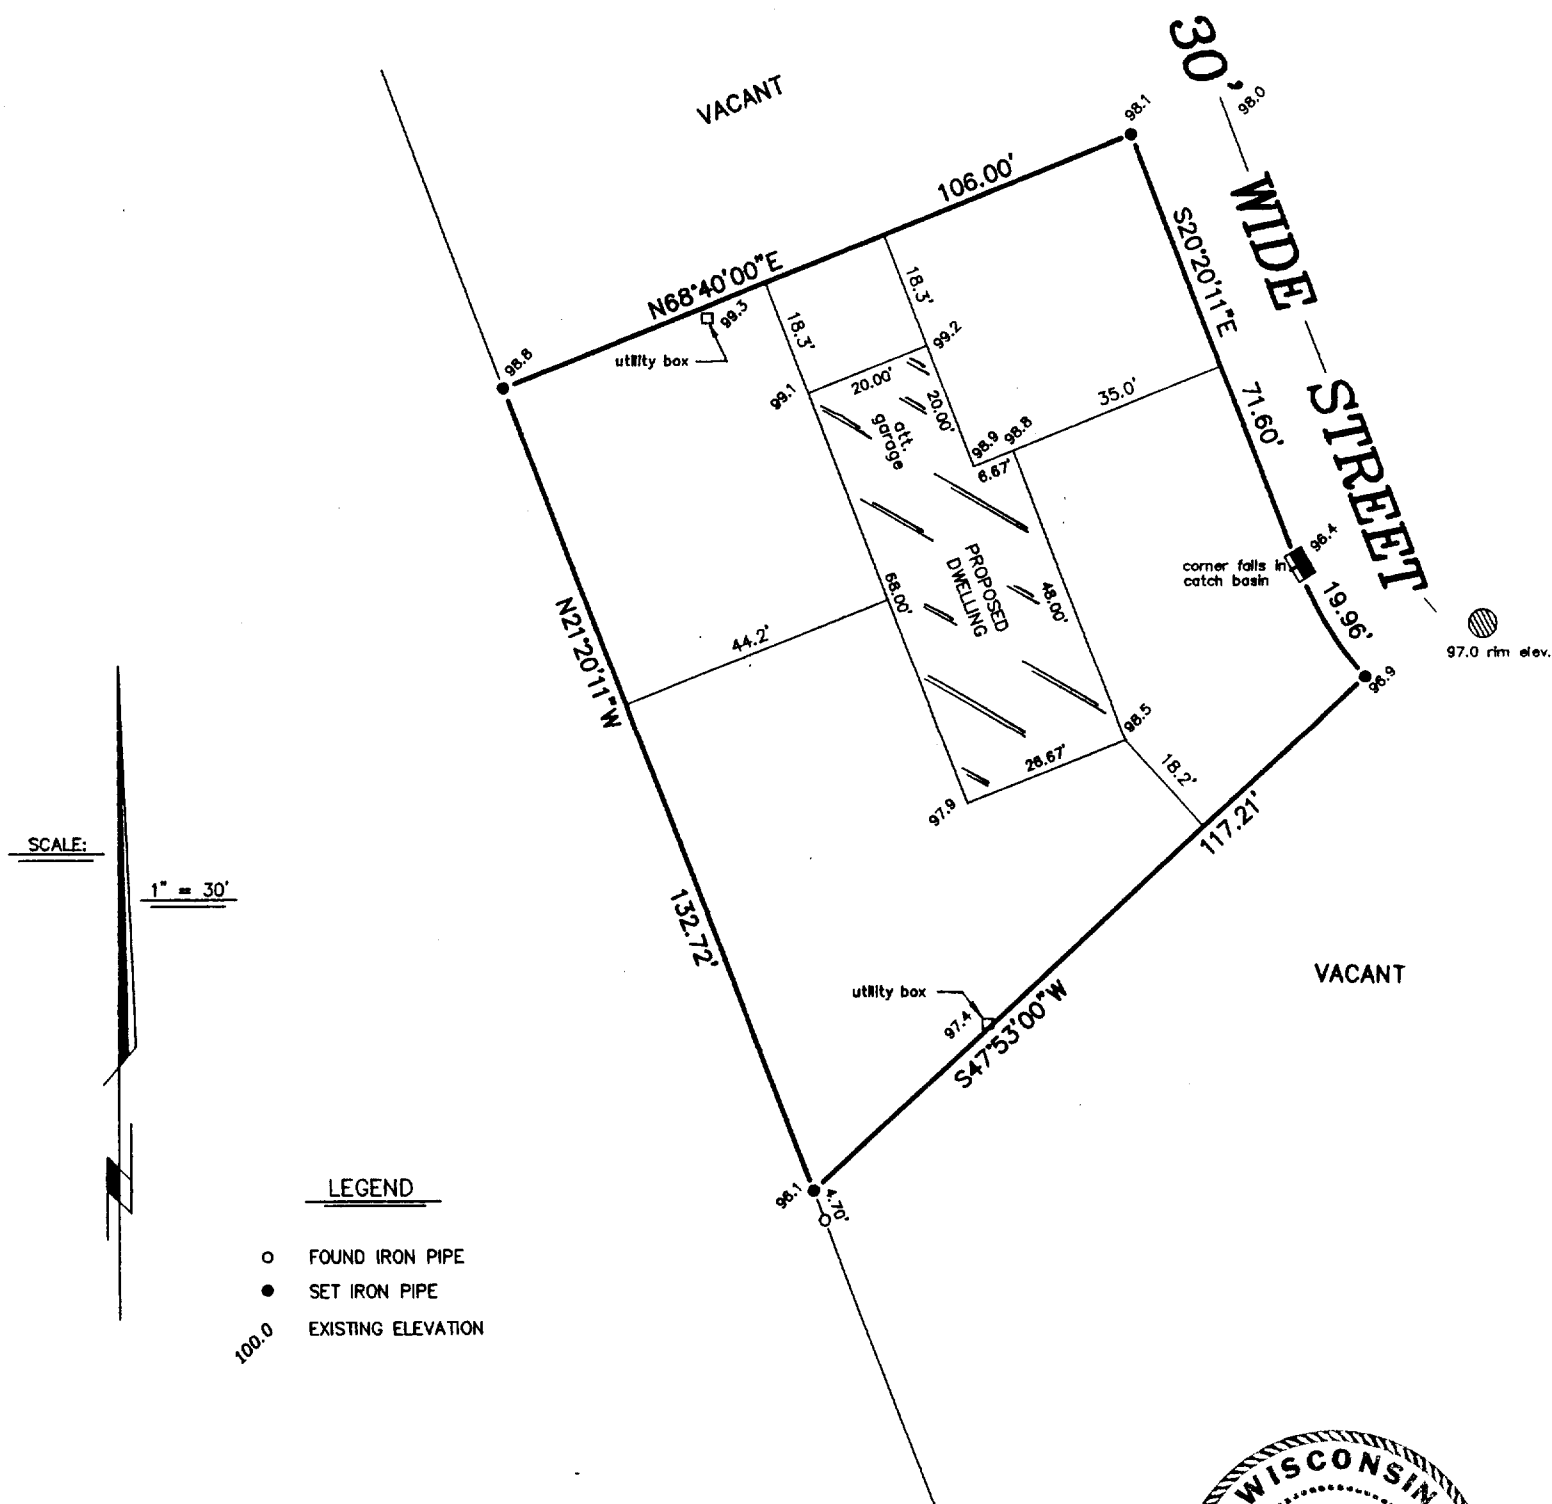 30'
98.0
WIDE
STREET
VACANT
98.1
106.00'
N68°40'00"E
99.3
utility box
98.8
18.3'
18.3'
S20°20'11"E
71.60'
99.2
99.1
20.00'
20.00'
att.
garage
98.9
98.8
6.67'
35.0'
PROPOSED
DWELLING
68.00'
48.00'
44.2'
N21°20'11"W
132.72'
96.4
corner falls in
catch basin
19.96'
97.0 rim elev.
96.9
98.5
26.67'
97.9
18.2'
117.21'
SCALE:
1" = 30'
VACANT
utility box
97.4
S47°53'00"W
96.1
4.70'
LEGEND
FOUND IRON PIPE
SET IRON PIPE
100.0 EXISTING ELEVATION
WISCONSIN